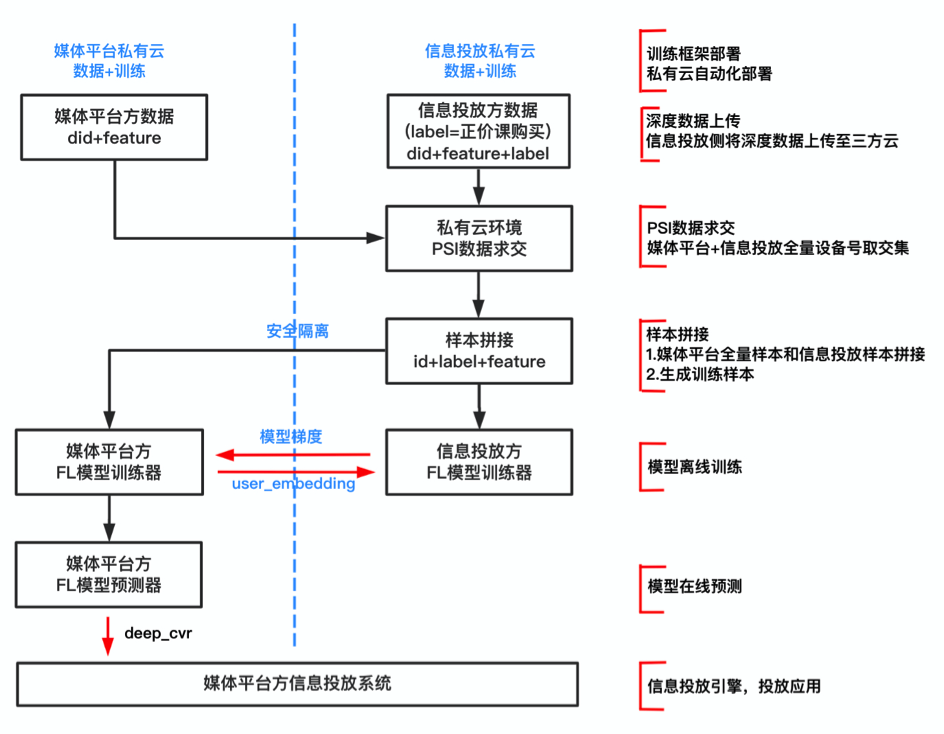 媒体平台私有云
数据+训练
信息投放私有云
数据+训练
训练框架部署
私有云自动化部署
媒体平台方数据
did+feature
信息投放方数据
（label=正价课购买）
did+feature+label
深度数据上传
信息投放侧将深度数据上传至三方云
私有云环境
PSI数据求交
PSI数据求交
媒体平台+信息投放全量设备号取交集
安全隔离
样本拼接
id+label+feature
样本拼接
1.媒体平台全量样本和信息投放样本拼接
2.生成训练样本
媒体平台方
FL模型训练器
模型梯度
user_embedding
信息投放方
FL模型训练器
模型离线训练
媒体平台方
FL模型预测器
模型在线预测
deep_cvr
媒体平台方信息投放系统
信息投放引擎，投放应用